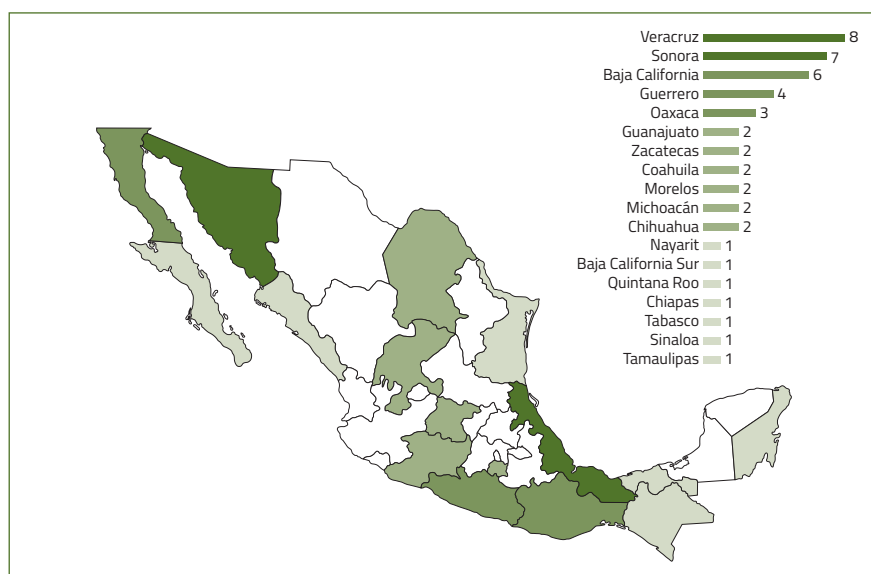 Veracruz 8
Sonora 7
Baja California 6
Guerrero 4
Oaxaca 3
Guanajuato 2
Zacatecas 2
Coahuila 2
Morelos 2
Michoacán 2
Chihuahua 2
Nayarit 1
Baja California Sur 1
Quintana Roo 1
Chiapas 1
Tabasco 1
Sinaloa 1
Tamaulipas 1